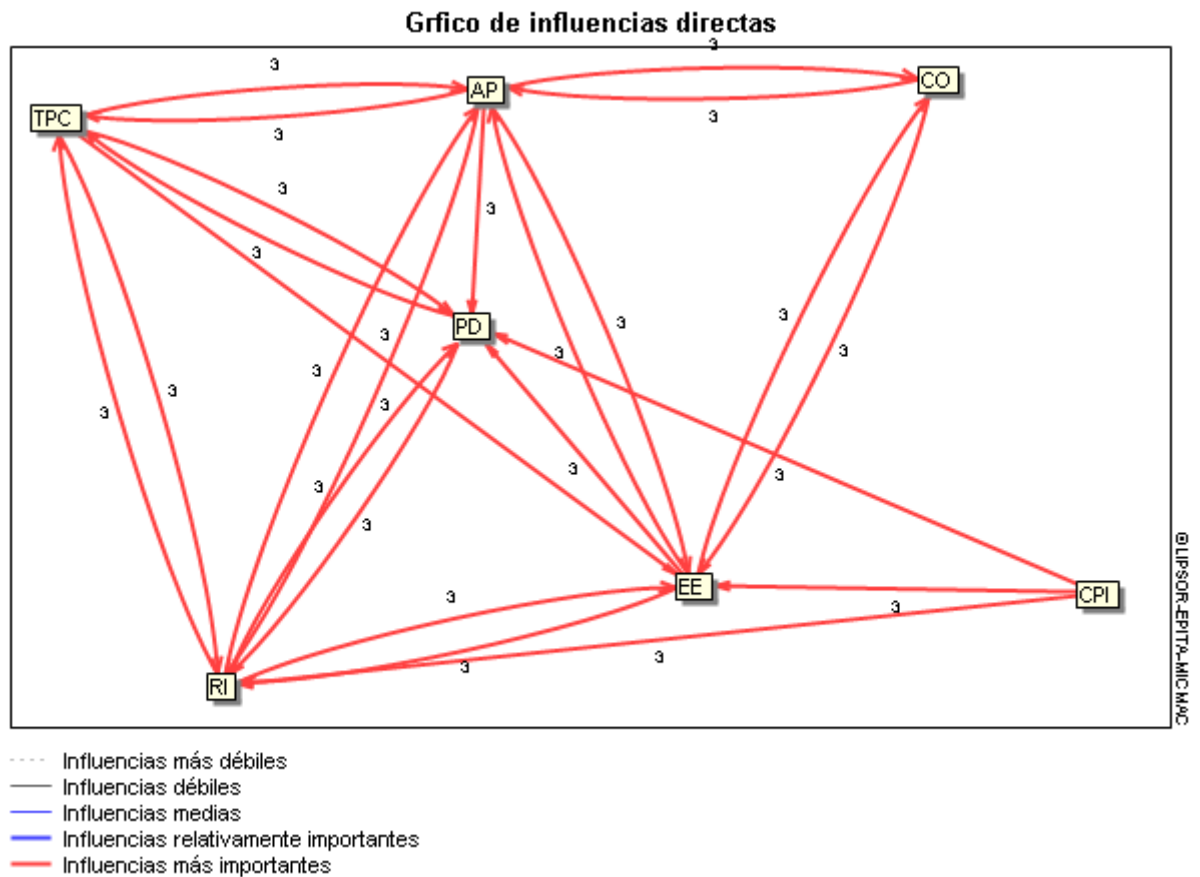 Grfico de influencias directas
3
3
AP
CO
TPC
3
3
3
3
3
3
PD
3
3
3
3
3
3
3
3
3
3
3
3
3
EE
3
CPI
3
3
3
RI
©LIPSOR-EPITA-MICMAC
Influencias más débiles
Influencias débiles
Influencias medias
Influencias relativamente importantes
Influencias más importantes